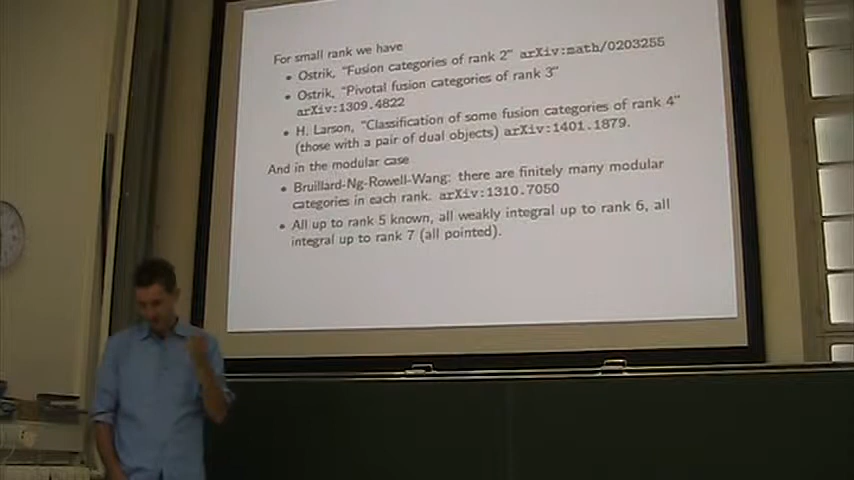 For small rank we have
• Ostrik, "Fusion categories of rank 2" arXiv:math/0203255
• Ostrik, "Pivotal fusion categories of rank 3"
arXiv:1309.4822
• H. Larson, "Classification of some fusion categories of rank 4"
(those with a pair of dual objects) arXiv:1401.1879.
And in the modular case
• Bruillard-Ng-Rowell-Wang: there are finitely many modular
categories in each rank. arXiv:1310.7050
• All up to rank 5 known, all weakly integral up to rank 6, all
integral up to rank 7 (all pointed).